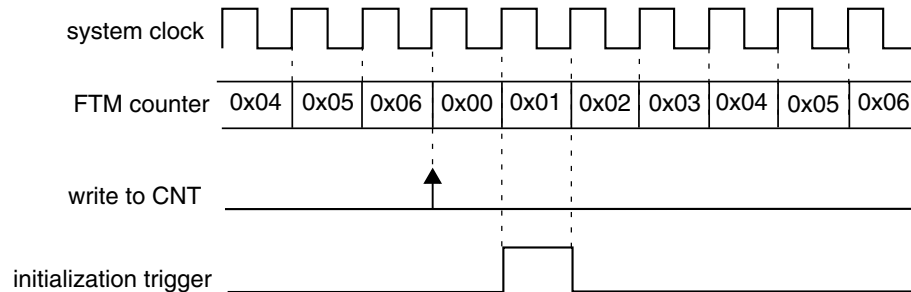 system clock
FTM counter 0x04 0x05 0x06 0x00 0x01 0x02 0x03 0x04 0x05 0x06
write to CNT
initialization trigger